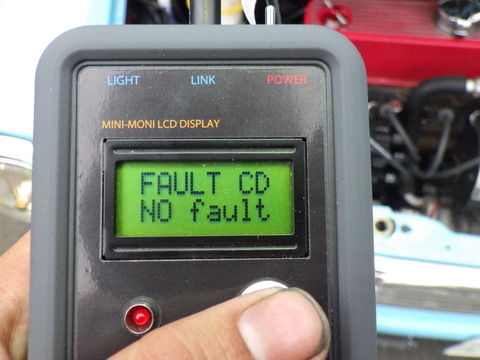 LIGHT LINK POWER
MINI-MONI LCD DISPLAY
FAULT CD
NO fault